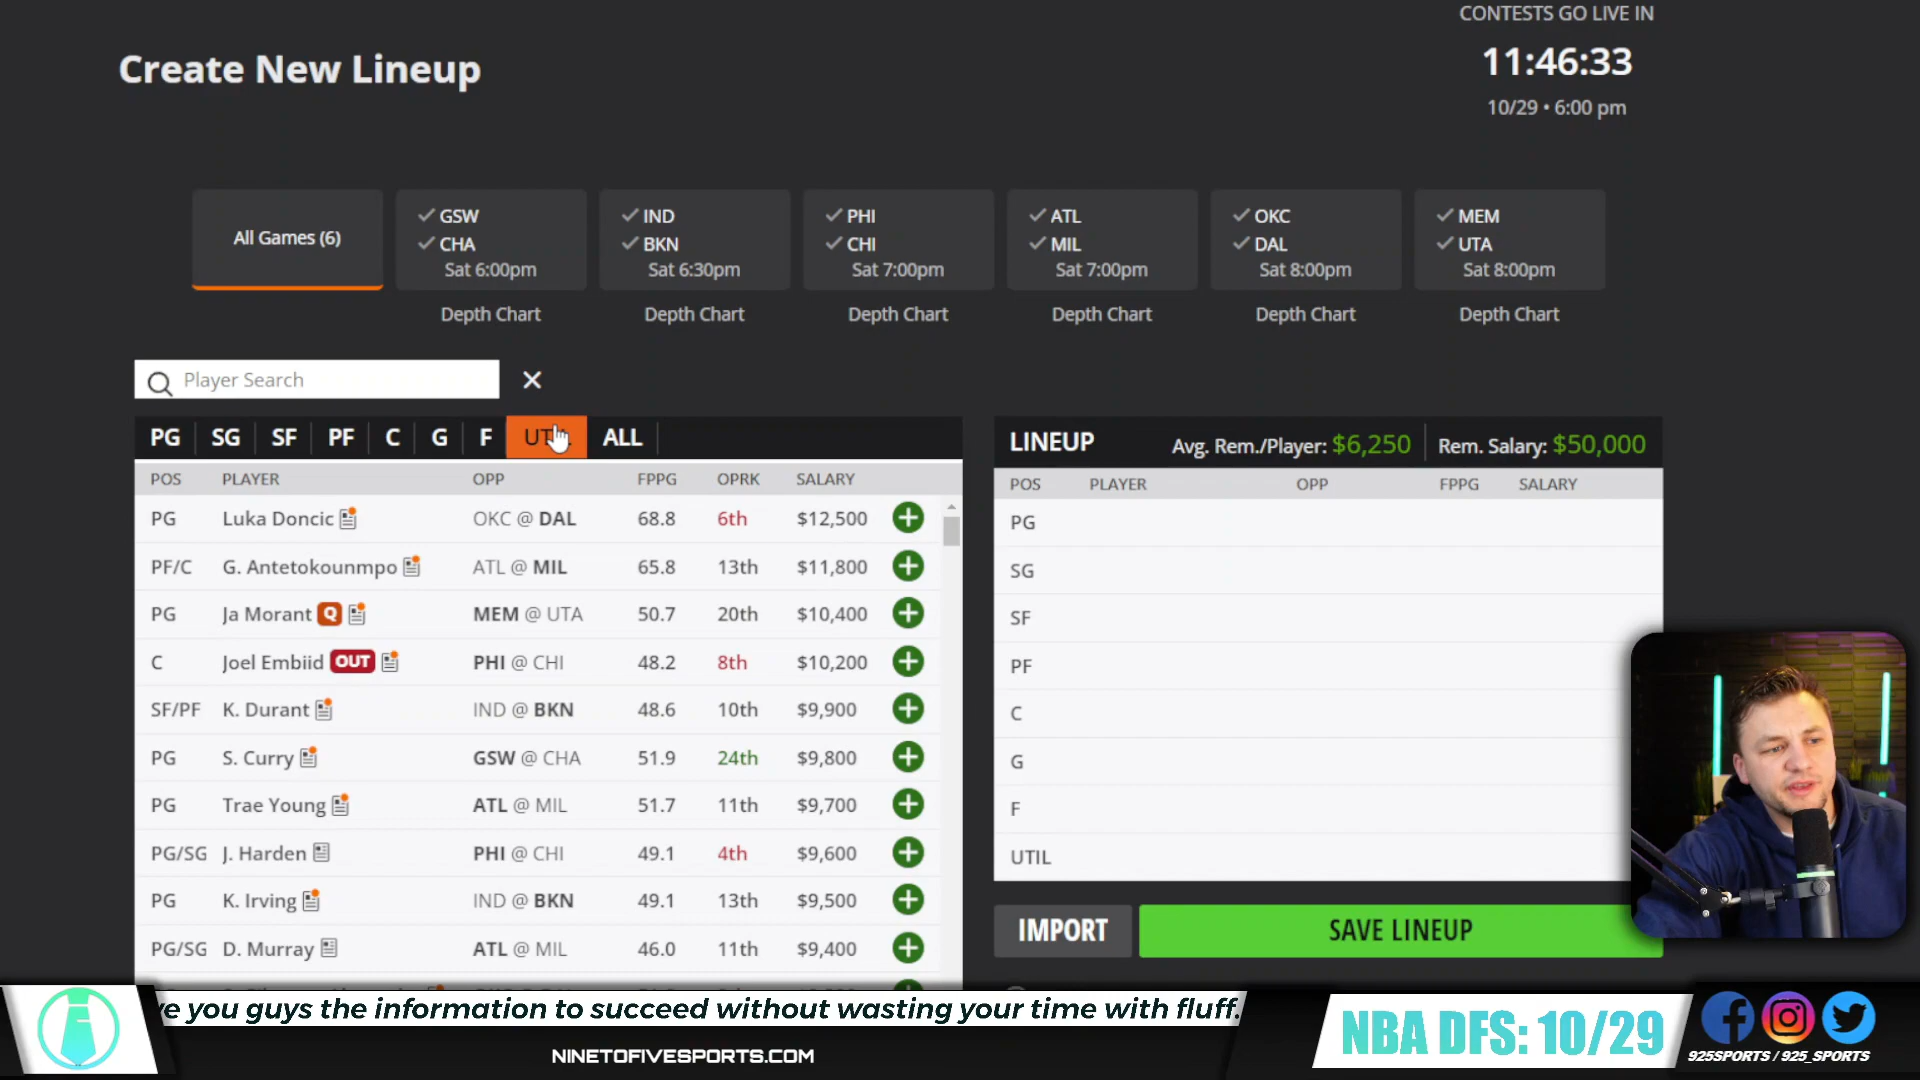 CONTESTS GO LIVE IN
Create New Lineup
11:46:33
10/29 • 6:00 pm
All Games (6)
GSW
CHA
Sat 6:00pm
IND
BKN
Sat 6:30pm
PHI
CHI
Sat 7:00pm
ATL
MIL
Sat 7:00pm
OKC
DAL
Sat 8:00pm
MEM
UTA
Sat 8:00pm
Depth Chart Depth Chart Depth Chart Depth Chart Depth Chart Depth Chart
Player Search
PG SG SF PF C G F ALL
POS PLAYER OPP FPPG OPRK SALARY
PG Luka Doncic OKC @ DAL 68.8 6th $12,500
PF/C G. Antetokounmpo ATL @ MIL 65.8 13th $11,800
PG Ja Morant Q MEM @ UTA 50.7 20th $10,400
C Joel Embiid OUT PHI @ CHI 48.2 8th $10,200
SF/PF K. Durant IND @ BKN 48.6 10th $9,900
PG S. Curry GSW @ CHA 51.9 24th $9,800
PG Trae Young ATL @ MIL 51.7 11th $9,700
PG/SG J. Harden PHI @ CHI 49.1 4th $9,600
PG K. Irving IND @ BKN 49.1 13th $9,500
PG/SG D. Murray ATL @ MIL 46.0 11th $9,400
LINEUP Avg. Rem./Player: $6,250 Rem. Salary: $50,000
POS PLAYER OPP FPPG SALARY
PG
SG
SF
PF
C
G
F
UTIL
IMPORT SAVE LINEUP
you guys the information to succeed without wasting your time with fluff.
NINETOFIVESPORTS.COM
NBA DFS: 10/29
925SPORTS / 925_SPORTS